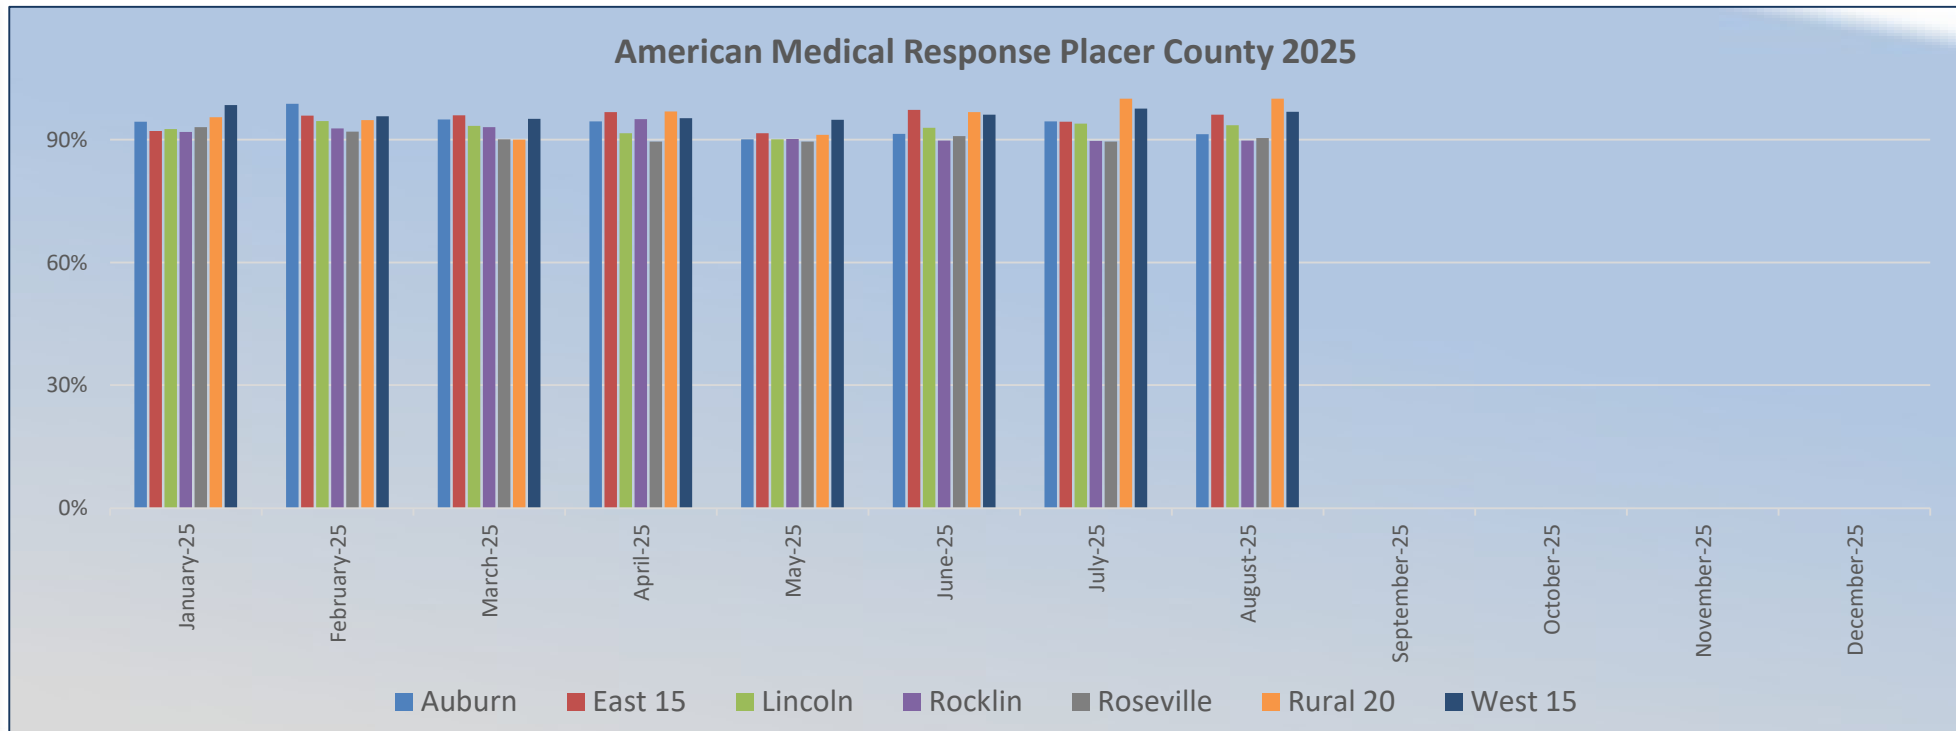 American Medical Response Placer County 2025
90%
60%
30%
0%
January-25
February-25
March-25
April-25
May-25
June-25
July-25
August-25
September-25
October-25
November-25
December-25
Auburn East 15 Lincoln Rocklin Roseville Rural 20 West 15